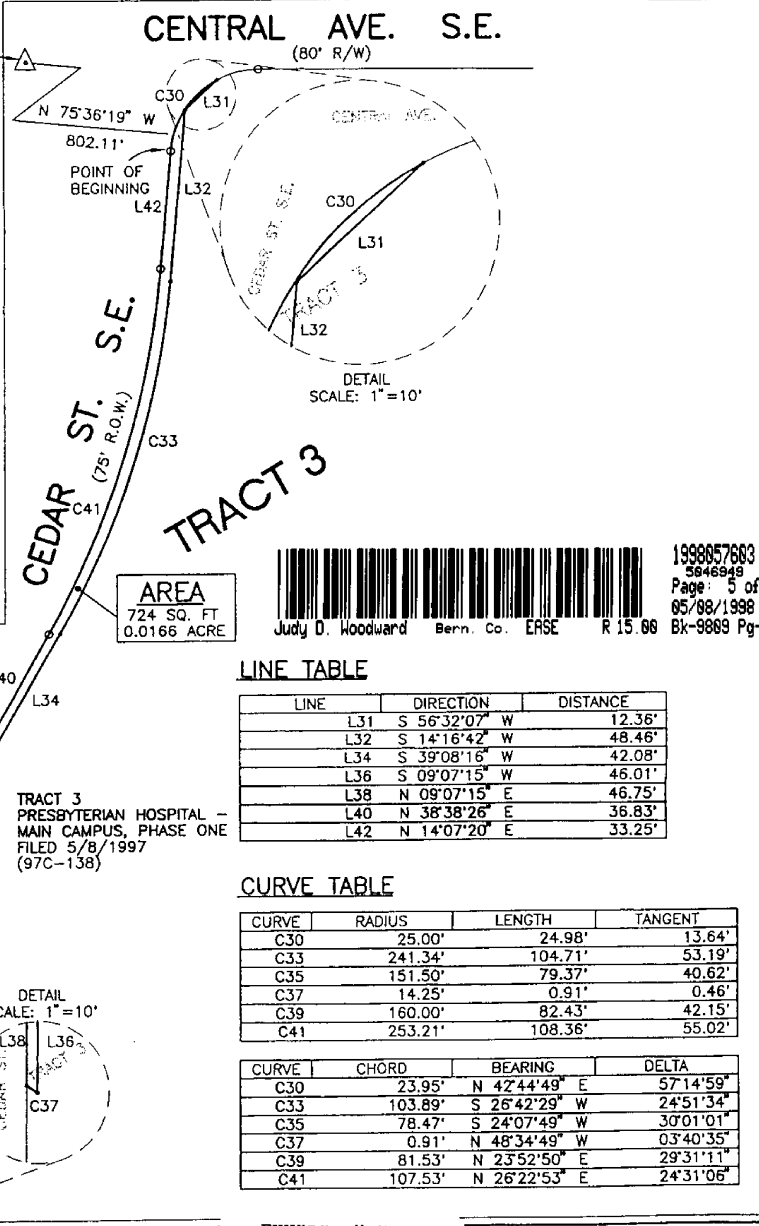 CENTRAL AVE. S.E.
(80' R/W)
C30
L31
N 75°36'19" W
802.11'
POINT OF
BEGINNING
L42
L32
CENTRAL AVE.
CEDAR ST. S.E.
C30
L31
TRACT 3
L32
DETAIL
SCALE: 1"=10'
CEDAR ST. S.E.
(75' R.O.W.)
C33
C41
TRACT 3
AREA
724 SQ. FT
0.0166 ACRE
1998057603
5046949
Page: 5 of
05/08/1998
Judy D. Woodward Bern. Co. EASE R 15.00 Bk-9809 Pg-
40
L34
TRACT 3
PRESBYTERIAN HOSPITAL –
MAIN CAMPUS, PHASE ONE
FILED 5/8/1997
(97C–138)
LINE TABLE
LINE DIRECTION DISTANCE
L31 S 56°32'07" W 12.36'
L32 S 14°16'42" W 48.46'
L34 S 39°08'16" W 42.08'
L36 S 09°07'15" W 46.01'
L38 N 09°07'15" E 46.75'
L40 N 38°38'26" E 36.83'
L42 N 14°07'20" E 33.25'
CURVE TABLE
CURVE RADIUS LENGTH TANGENT
C30 25.00' 24.98' 13.64'
C33 241.34' 104.71' 53.19'
C35 151.50' 79.37' 40.62'
C37 14.25' 0.91' 0.46'
C39 160.00' 82.43' 42.15'
C41 253.21' 108.36' 55.02'
CURVE CHORD BEARING DELTA
C30 23.95' N 42°44'49" E 57°14'59"
C33 103.89' S 26°42'29" W 24°51'34"
C35 78.47' S 24°07'49" W 30°01'01"
C37 0.91' N 48°34'49" W 03°40'35"
C39 81.53' N 23°52'50" E 29°31'11"
C41 107.53' N 26°22'53" E 24°31'06"
DETAIL
CALE: 1"=10'
L38
L36
TRACT 3
CEDAR ST.
C37